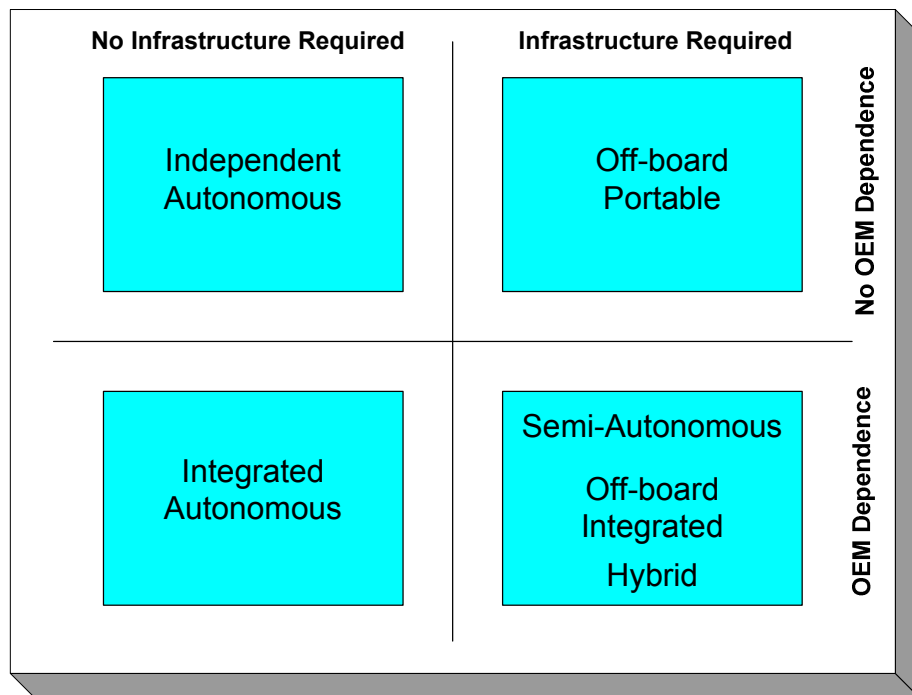 No Infrastructure Required
Infrastructure Required
Independent
Autonomous
Off-board
Portable
No OEM Dependence
Integrated
Autonomous
Semi-Autonomous
Off-board
Integrated
Hybrid
OEM Dependence